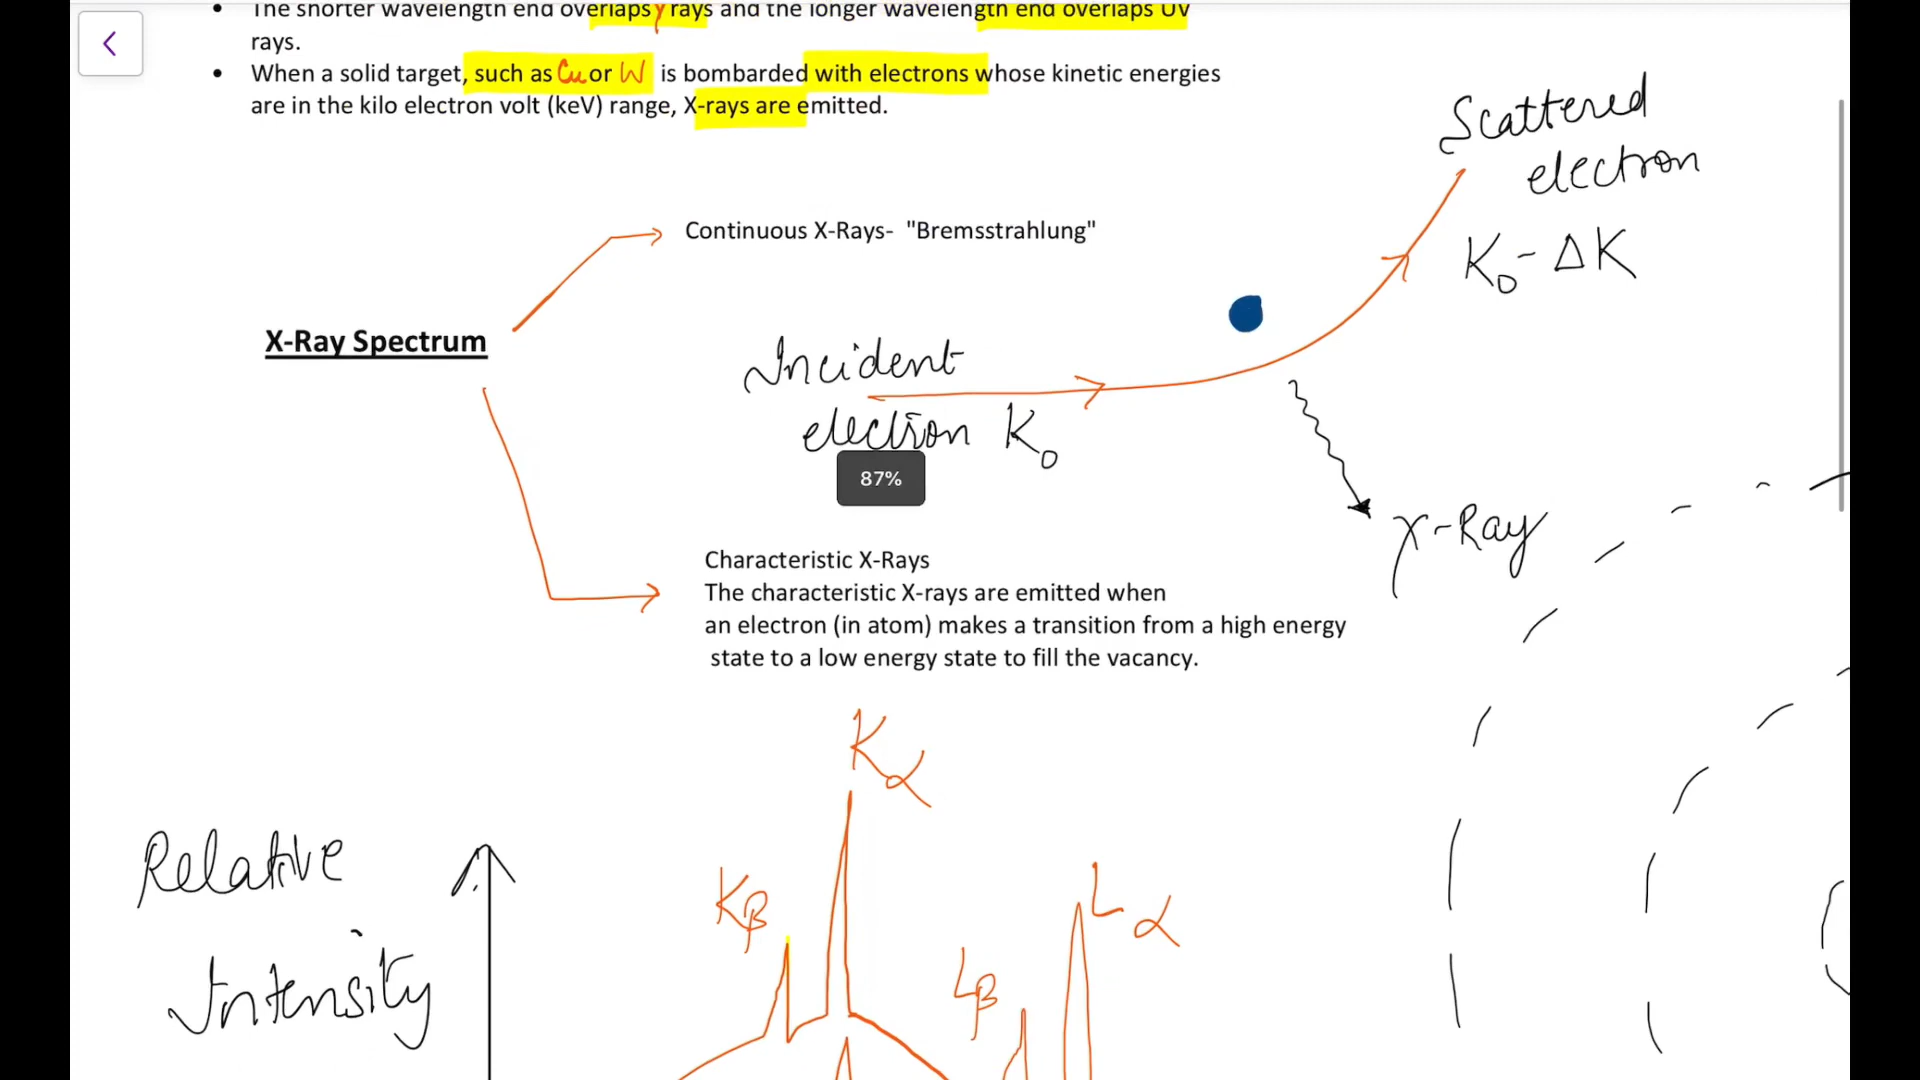 • The shorter wavelength end overlaps γ rays and the longer wavelength end overlaps UV
rays.
• When a solid target, such as Cu or W is bombarded with electrons whose kinetic energies
are in the kilo electron volt (keV) range, X-rays are emitted.
Scattered
electron
K₀ - ΔK
Continuous X-Rays- "Bremsstrahlung"
X-Ray Spectrum
Incident
electron K₀
87%
X-Ray
Characteristic X-Rays
The characteristic X-rays are emitted when
an electron (in atom) makes a transition from a high energy
state to a low energy state to fill the vacancy.
Kα
Kβ
Lα
Lβ
Relative
Intensity